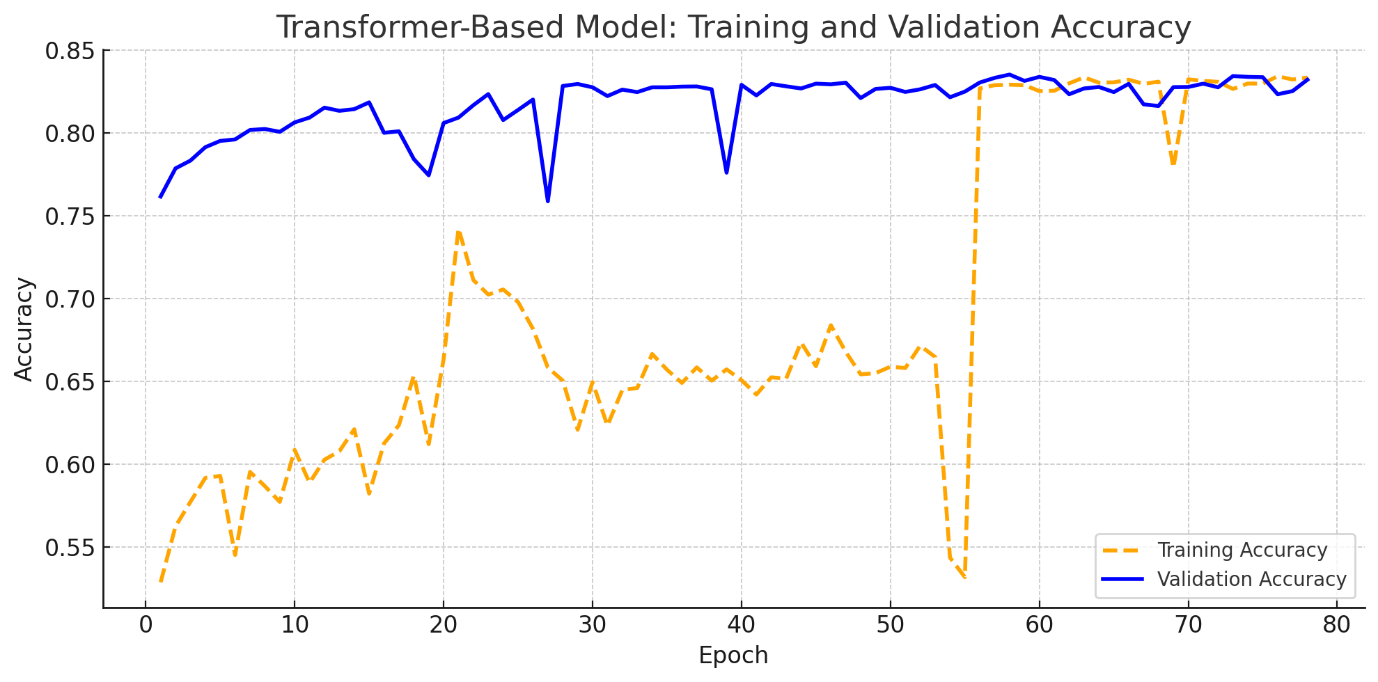 Transformer-Based Model: Training and Validation Accuracy
0.85
0.80
0.75
0.70
0.65
0.60
0.55
Accuracy
Training Accuracy
Validation Accuracy
0 10 20 30 40 50 60 70 80
Epoch